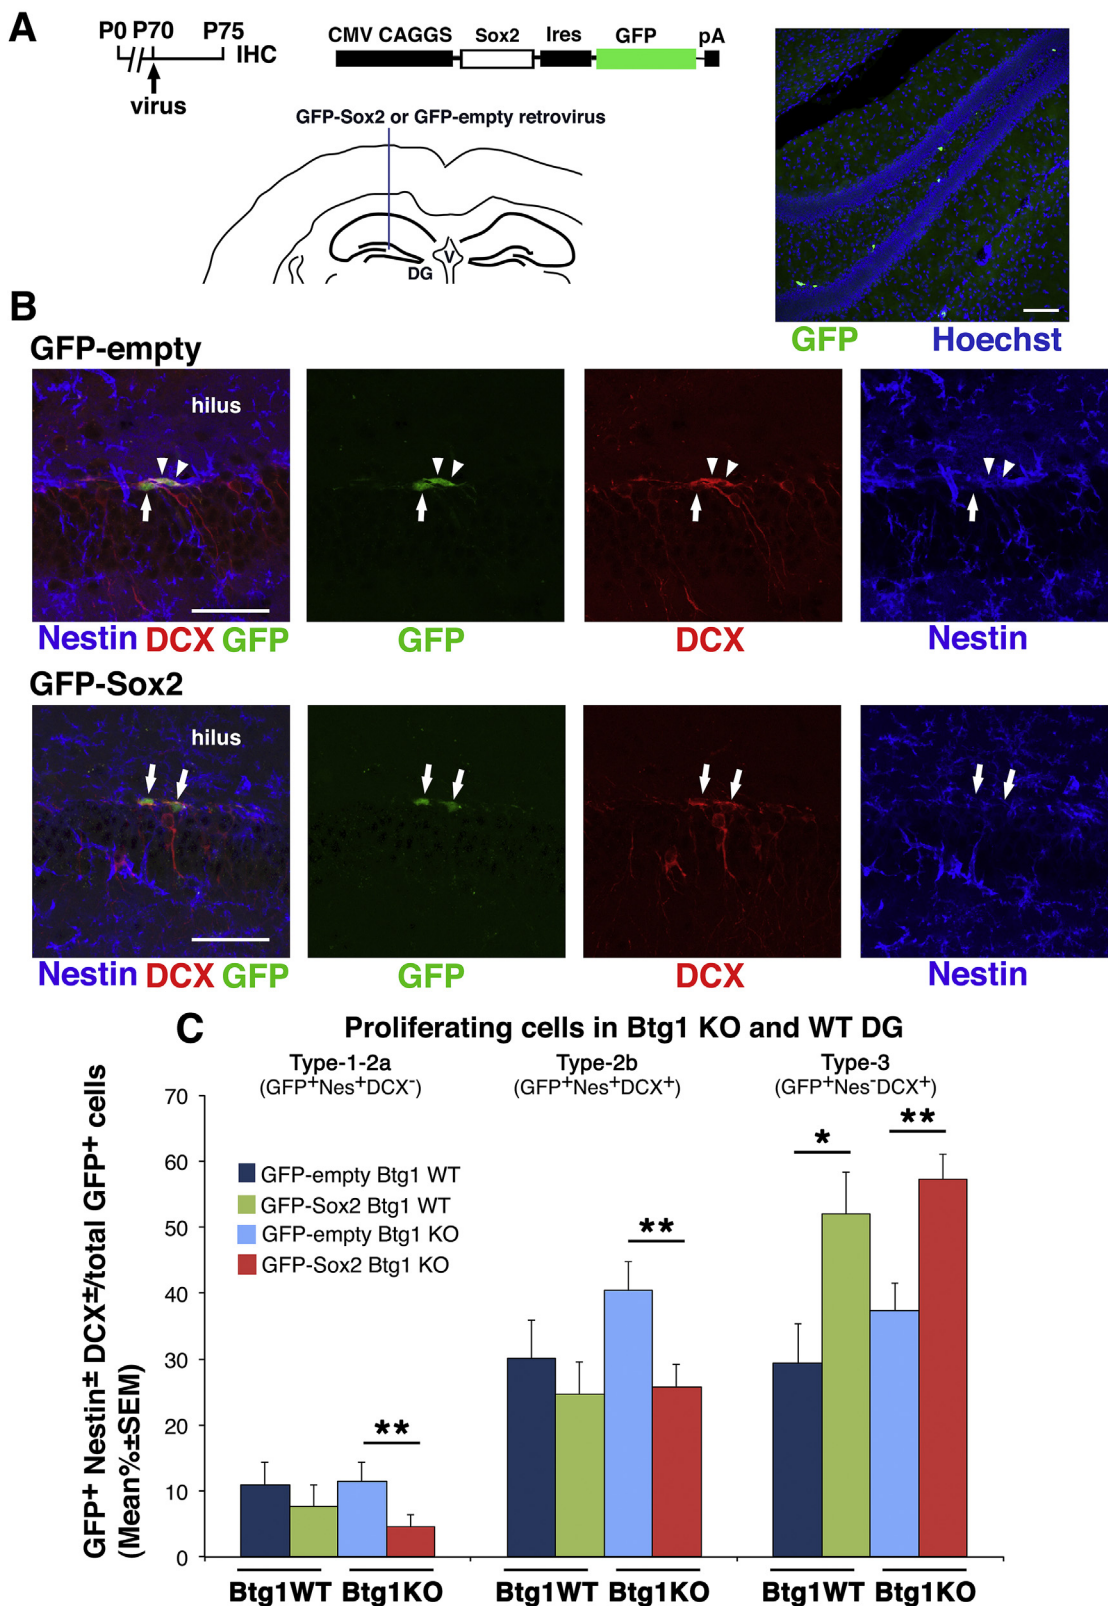 A
P0 P70 P75
IHC
virus
CMV CAGGS Sox2 Ires GFP pA
GFP-Sox2 or GFP-empty retrovirus
V
DG
GFP Hoechst
B
GFP-empty
hilus
Nestin DCX GFP
GFP
DCX
Nestin
GFP-Sox2
hilus
Nestin DCX GFP
GFP
DCX
Nestin
C
Proliferating cells in Btg1 KO and WT DG
Type-1-2a
(GFP⁺Nes⁺DCX⁻)
Type-2b
(GFP⁺Nes⁺DCX⁺)
Type-3
(GFP⁺Nes⁻DCX⁺)
GFP⁺ Nestin± DCX±/total GFP⁺ cells
(Mean%±SEM)
70
60
50
40
30
20
10
0
GFP-empty Btg1 WT
GFP-Sox2 Btg1 WT
GFP-empty Btg1 KO
GFP-Sox2 Btg1 KO
**
**
*
**
Btg1WT Btg1KO Btg1WT Btg1KO Btg1WT Btg1KO